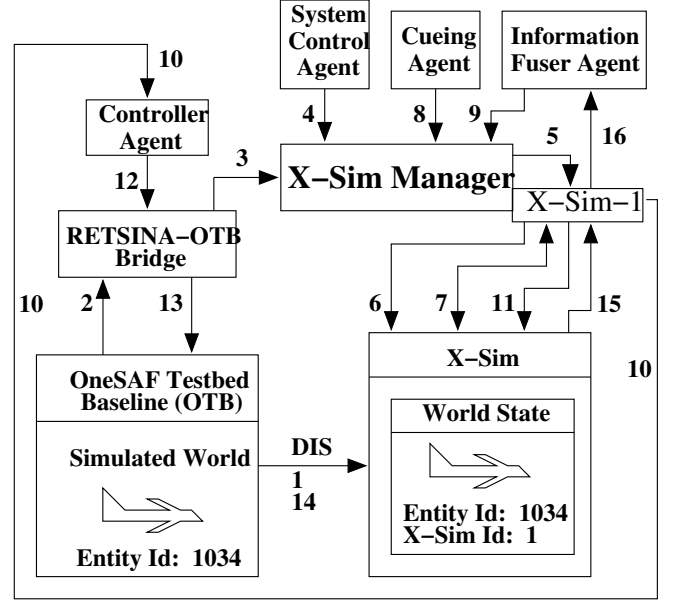 System
Control
Agent
Cueing
Agent
Information
Fuser Agent
10
Controller
Agent
4
8
9
5
16
12
3
X-Sim Manager
X-Sim-1
RETSINA-OTB
Bridge
10
2
13
6
7
11
15
10
OneSAF Testbed
Baseline (OTB)
X-Sim
Simulated World
DIS
1
14
World State
Entity Id: 1034
Entity Id: 1034
X-Sim Id: 1